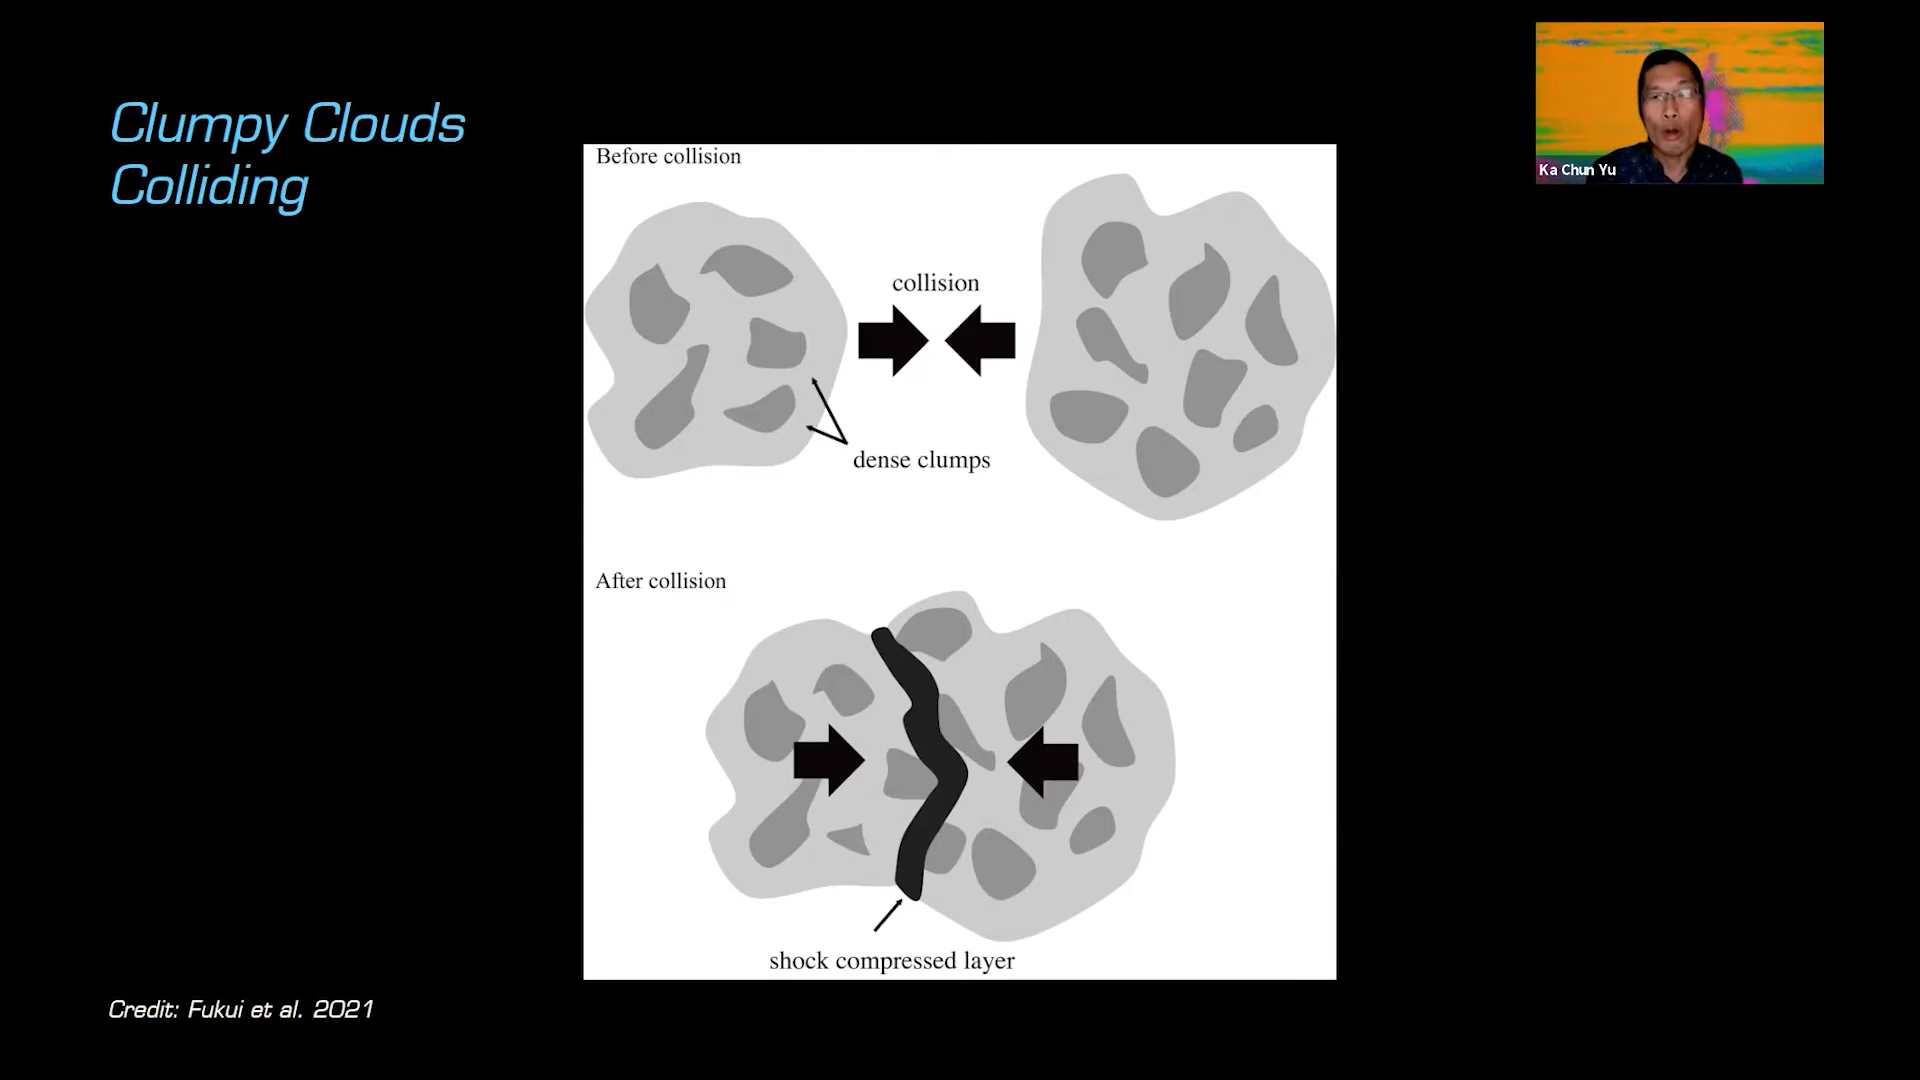 Clumpy Clouds
Colliding
Ka Chun Yu
Before collision
collision
dense clumps
After collision
shock compressed layer
Credit: Fukui et al. 2021